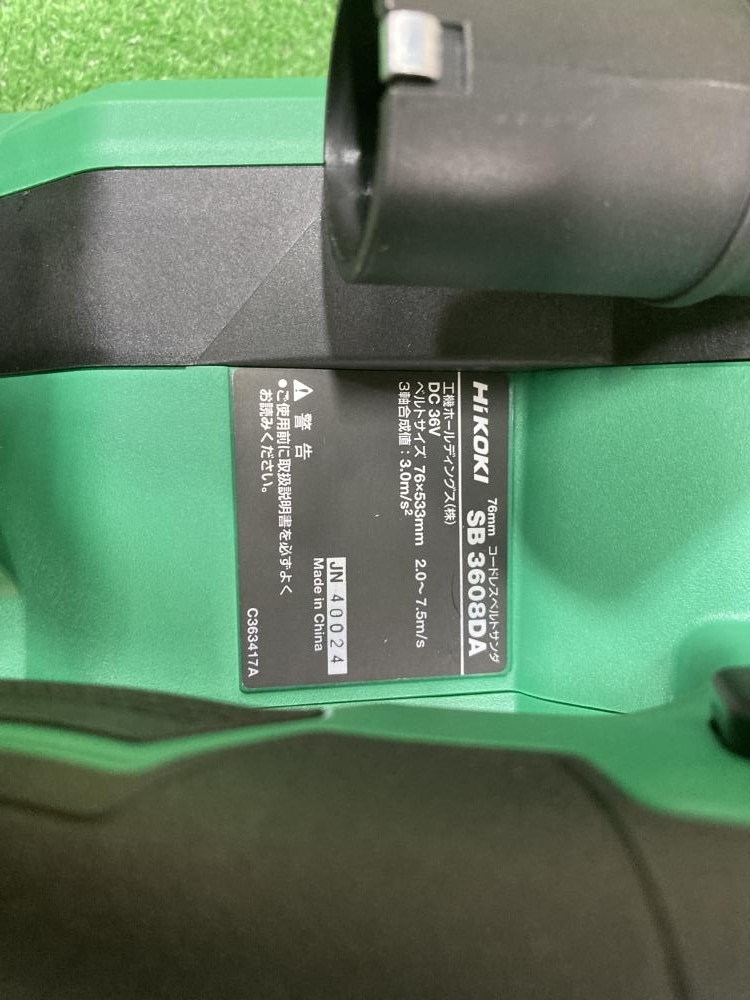 HiKOKI
76mm コードレスベルトサンダ
SB 3608DA
工機ホールディングス(株)
DC 36V
ベルトサイズ 76×533mm 2.0〜7.5m/s
3軸合成値：3.0m/s²
JN 40024
Made in China
⚠ 警告
●ご使用前に取扱説明書を必ずよく
お読みください。
C363417A